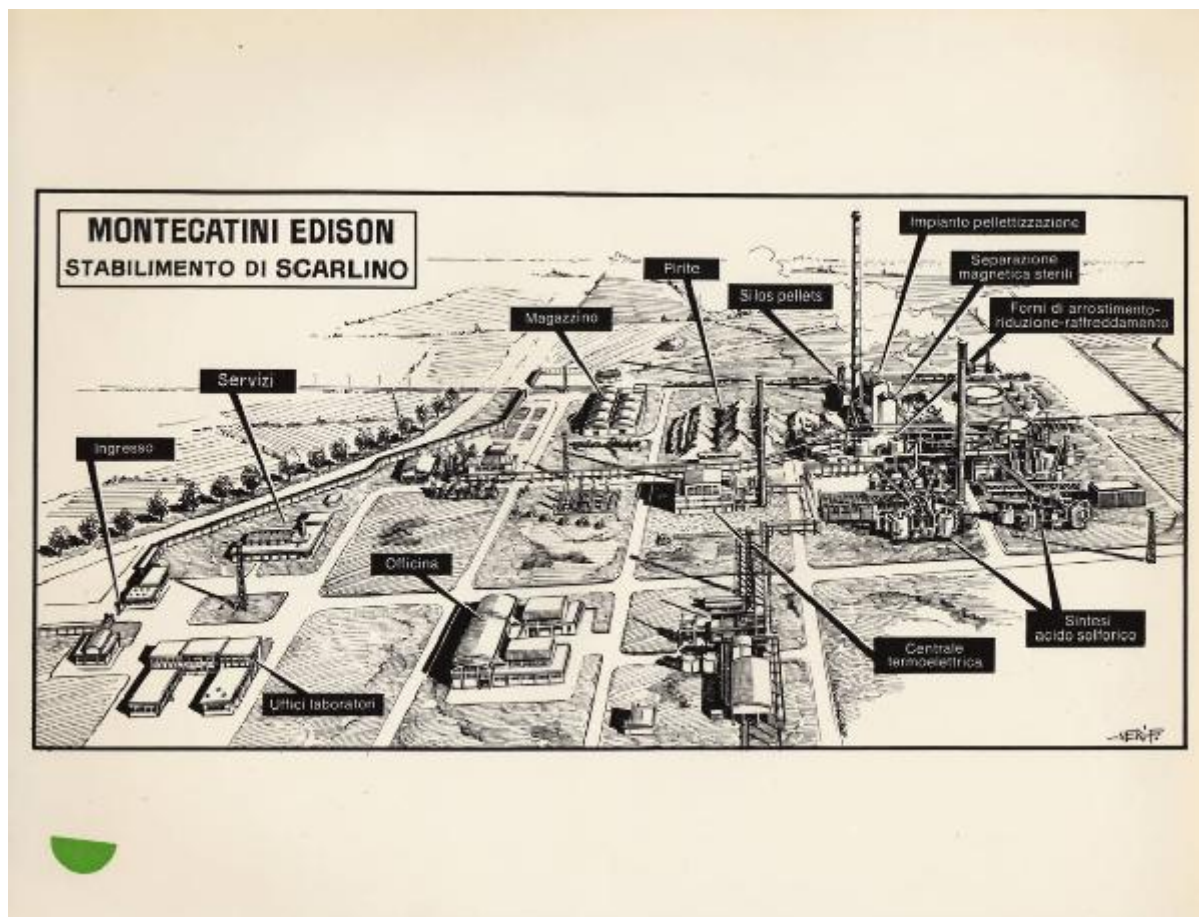 MONTECATINI EDISON
STABILIMENTO DI SCARLINO
Impianto pellettizzazione
Separazione
magnetica sterili
Pirite
Silos pellets
Forni di arrostimento-
riduzione-raffreddamento
Magazzino
Servizi
Ingresso
Officina
Sintesi
acido solforico
Centrale
termoelettrica
Uffici laboratori